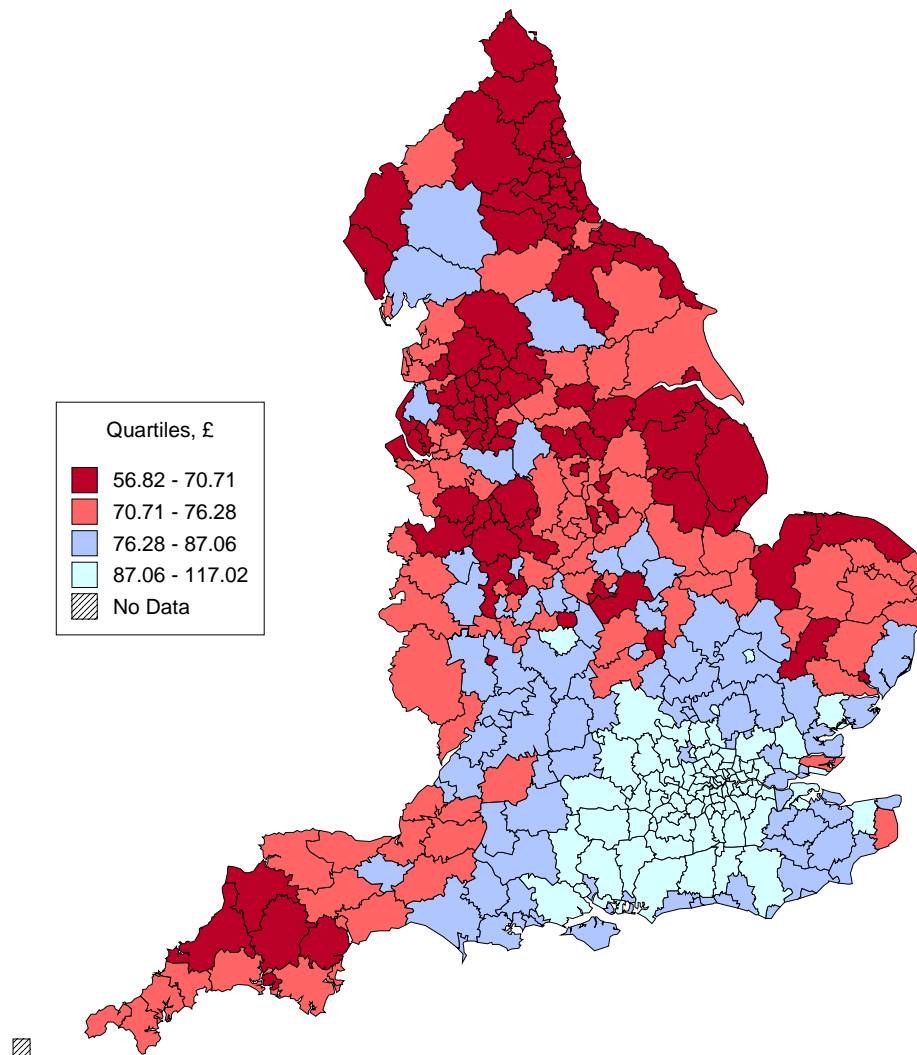 Quartiles, £
56.82 - 70.71
70.71 - 76.28
76.28 - 87.06
87.06 - 117.02
No Data